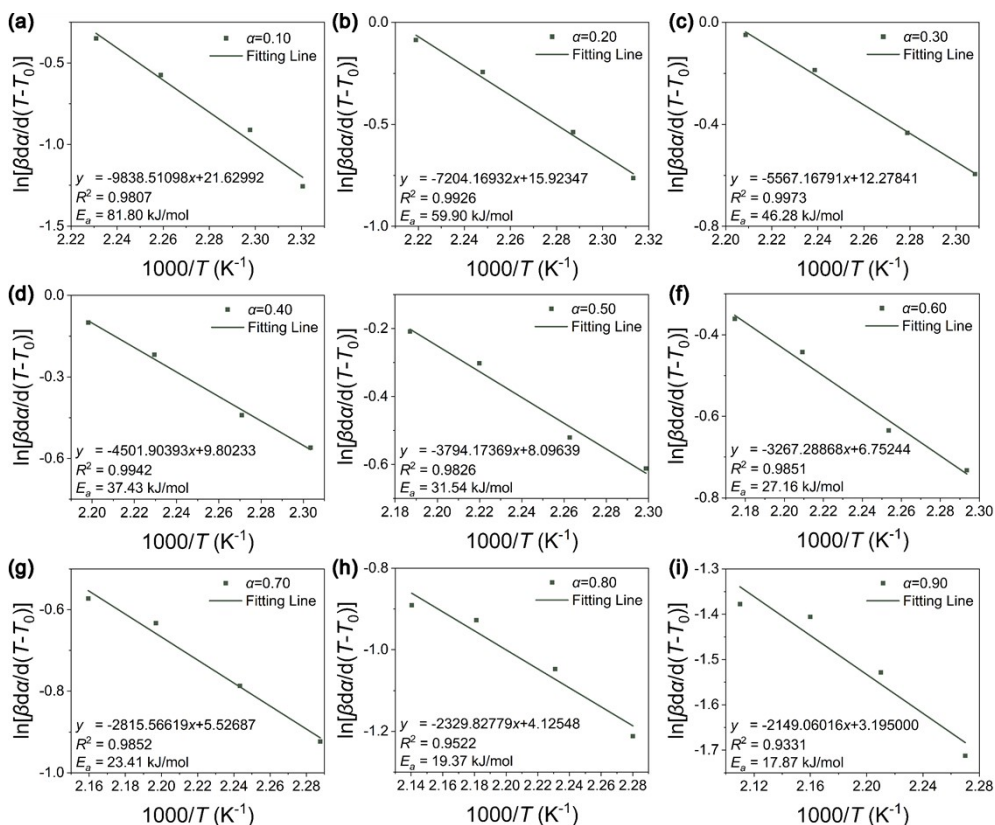 (a)
α=0.10
Fitting Line
ln[βdα/d(T-T₀)]
-0.5
-1.0
-1.5
y = -9838.51098x+21.62992
R² = 0.9807
Eₐ = 81.80 kJ/mol
2.22 2.24 2.26 2.28 2.30 2.32
1000/T (K⁻¹)
(b)
α=0.20
Fitting Line
ln[βdα/d(T-T₀)]
0.0
-0.5
-1.0
y = -7204.16932x+15.92347
R² = 0.9926
Eₐ = 59.90 kJ/mol
2.22 2.24 2.26 2.28 2.30 2.32
1000/T (K⁻¹)
(c)
α=0.30
Fitting Line
ln[βdα/d(T-T₀)]
0.0
-0.4
-0.8
y = -5567.16791x+12.27841
R² = 0.9973
Eₐ = 46.28 kJ/mol
2.20 2.22 2.24 2.26 2.28 2.30
1000/T (K⁻¹)
(d)
α=0.40
Fitting Line
ln[βdα/d(T-T₀)]
0.0
-0.3
-0.6
y = -4501.90393x+9.80233
R² = 0.9942
Eₐ = 37.43 kJ/mol
2.20 2.22 2.24 2.26 2.28 2.30
1000/T (K⁻¹)
α=0.50
Fitting Line
ln[βdα/d(T-T₀)]
-0.2
-0.4
-0.6
y = -3794.17369x+8.09639
R² = 0.9826
Eₐ = 31.54 kJ/mol
2.18 2.20 2.22 2.24 2.26 2.28 2.30
1000/T (K⁻¹)
(f)
α=0.60
Fitting Line
ln[βdα/d(T-T₀)]
-0.4
-0.6
-0.8
y = -3267.28868x+6.75244
R² = 0.9851
Eₐ = 27.16 kJ/mol
2.18 2.20 2.22 2.24 2.26 2.28 2.30
1000/T (K⁻¹)
(g)
α=0.70
Fitting Line
ln[βdα/d(T-T₀)]
-0.6
-0.8
-1.0
y = -2815.56619x+5.52687
R² = 0.9852
Eₐ = 23.41 kJ/mol
2.16 2.18 2.20 2.22 2.24 2.26 2.28
1000/T (K⁻¹)
(h)
α=0.80
Fitting Line
ln[βdα/d(T-T₀)]
-0.8
-1.0
-1.2
y = -2329.82779x+4.12548
R² = 0.9522
Eₐ = 19.37 kJ/mol
2.14 2.16 2.18 2.20 2.22 2.24 2.26 2.28
1000/T (K⁻¹)
(i)
α=0.90
Fitting Line
ln[βdα/d(T-T₀)]
-1.3
-1.4
-1.5
-1.6
-1.7
y = -2149.06016x+3.195000
R² = 0.9331
Eₐ = 17.87 kJ/mol
2.12 2.16 2.20 2.24 2.28
1000/T (K⁻¹)